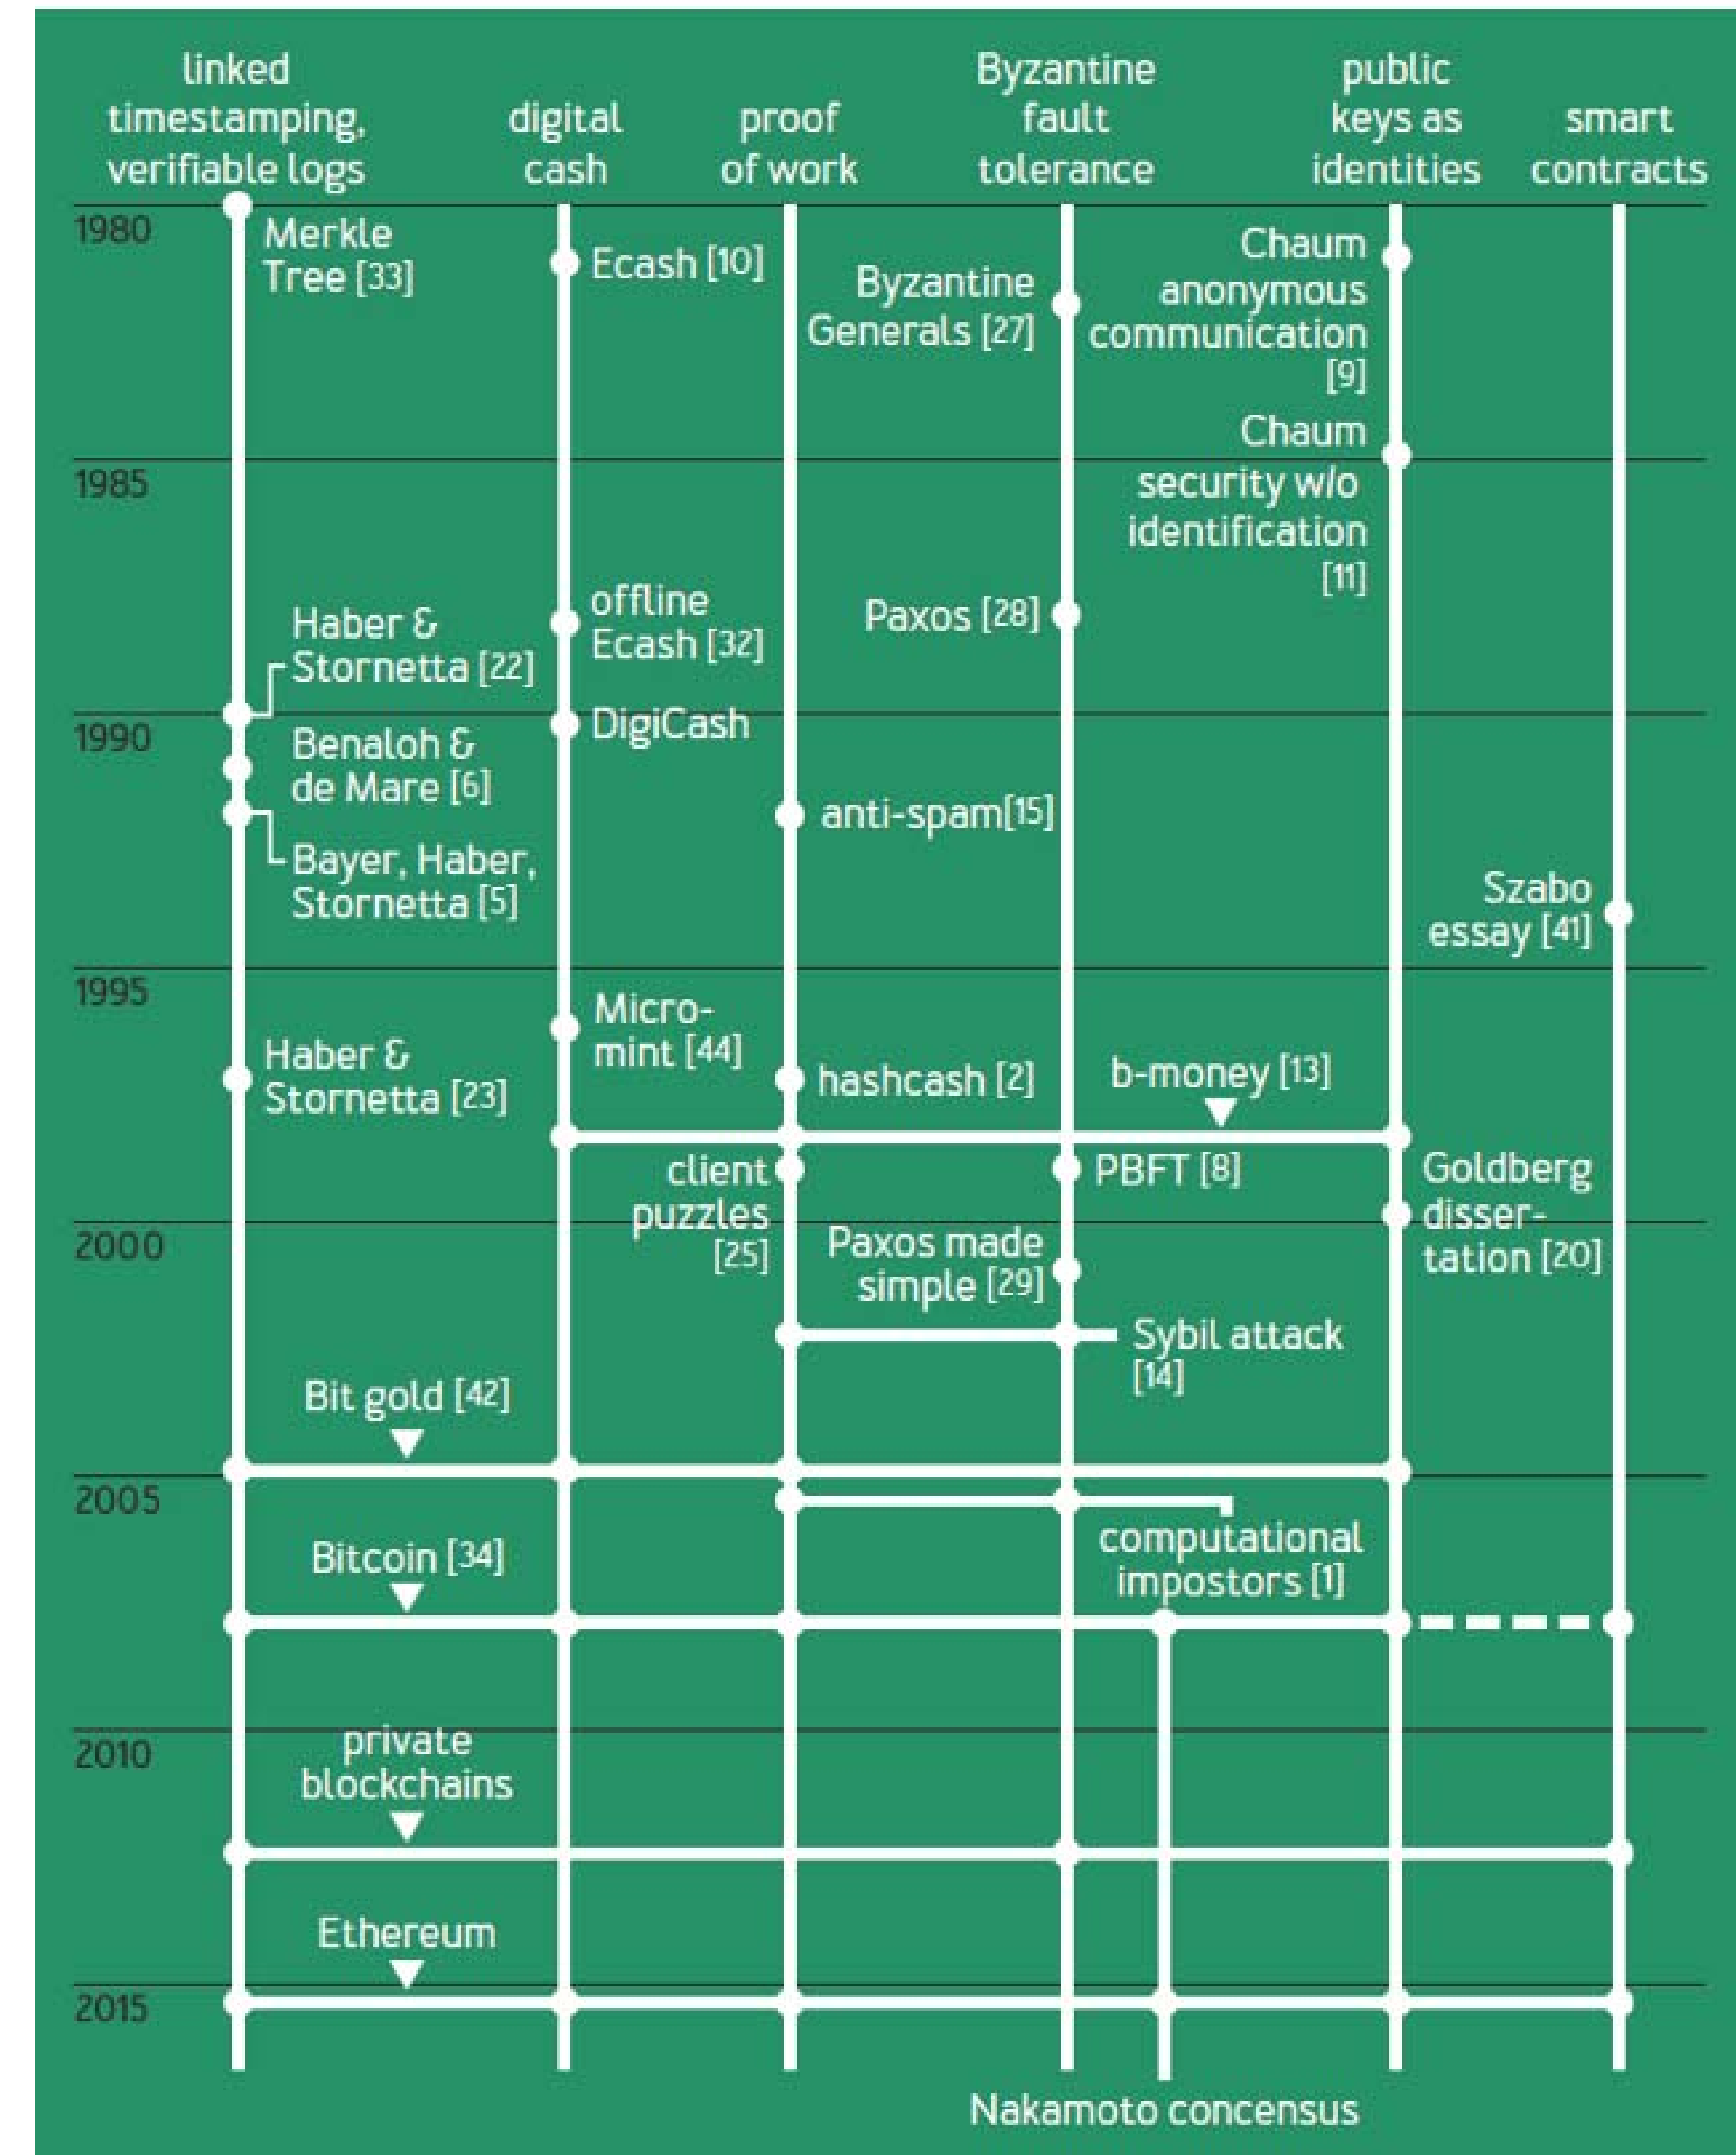 linked
timestamping,
verifiable logs
digital
cash
proof
of work
Byzantine
fault
tolerance
public
keys as
identities
smart
contracts
1980
Merkle
Tree [33]
Ecash [10]
Byzantine
Generals [27]
Chaum
anonymous
communication
[9]
Chaum
security w/o
identification
[11]
1985
offline
Ecash [32]
Paxos [28]
Haber &
Stornetta [22]
1990
DigiCash
Benaloh &
de Mare [6]
anti-spam[15]
Bayer, Haber,
Stornetta [5]
Szabo
essay [41]
1995
Micro-
mint [44]
Haber &
Stornetta [23]
hashcash [2]
b-money [13]
client
puzzles
[25]
PBFT [8]
Goldberg
disser-
tation [20]
2000
Paxos made
simple [29]
Sybil attack
[14]
Bit gold [42]
2005
computational
impostors [1]
Bitcoin [34]
2010
private
blockchains
Ethereum
2015
Nakamoto concensus